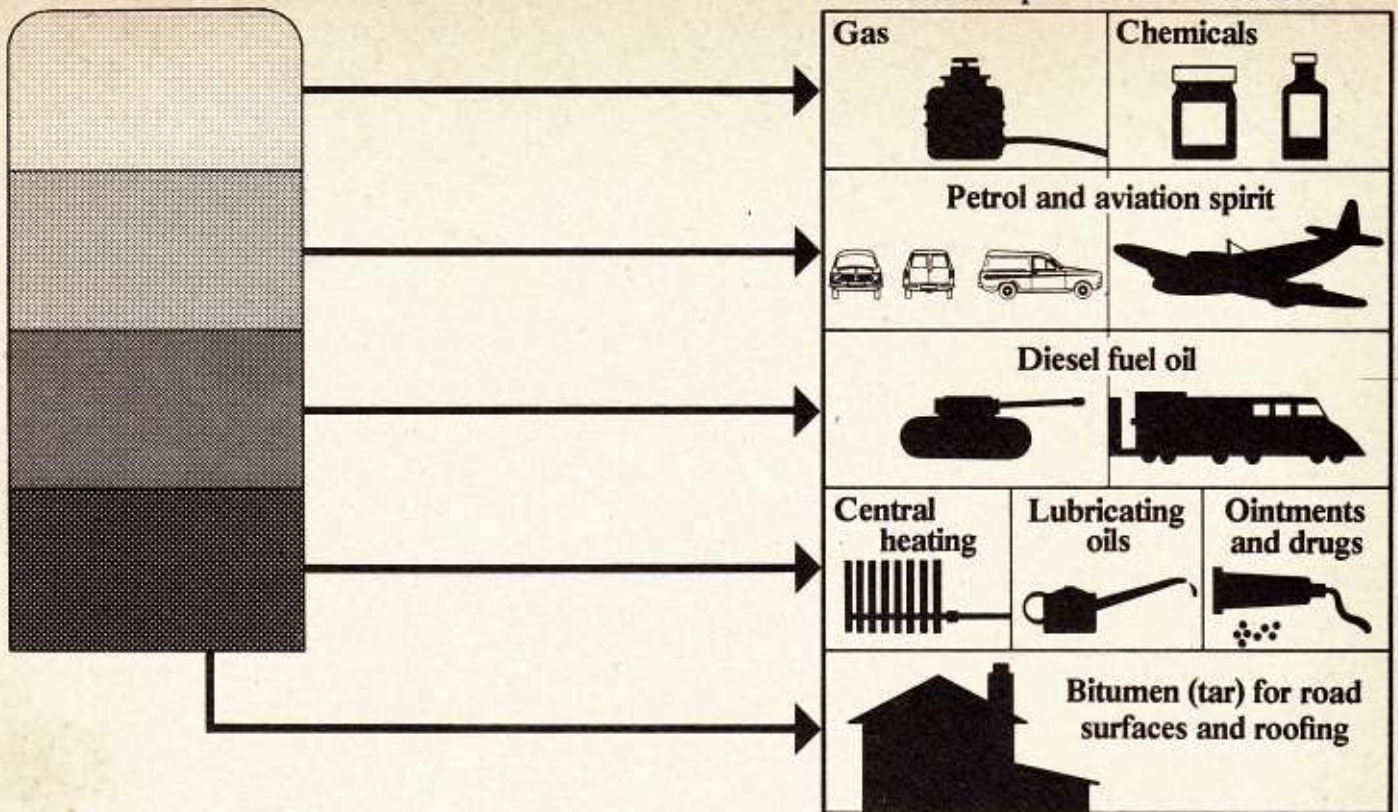 Gas
Chemicals
Petrol and aviation spirit
Diesel fuel oil
Central
heating
Lubricating
oils
Ointments
and drugs
Bitumen (tar) for road
surfaces and roofing